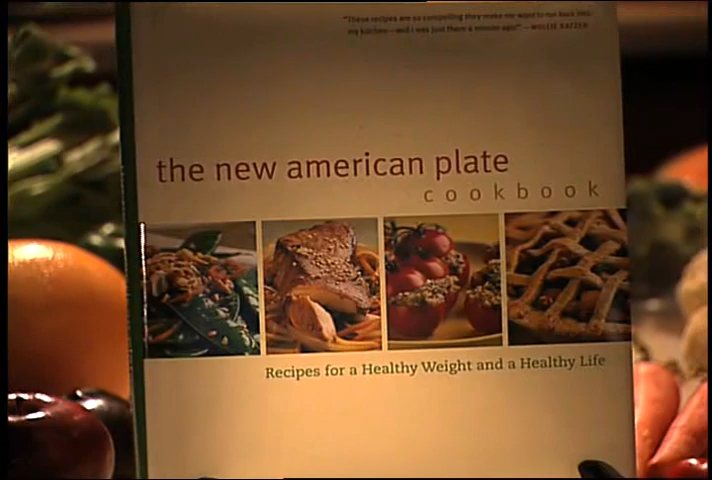 "These recipes are so compelling they make me want to run back into
my kitchen—and I was just there a minute ago!" — MOLLIE KATZEN
the new american plate
cookbook
Recipes for a Healthy Weight and a Healthy Life